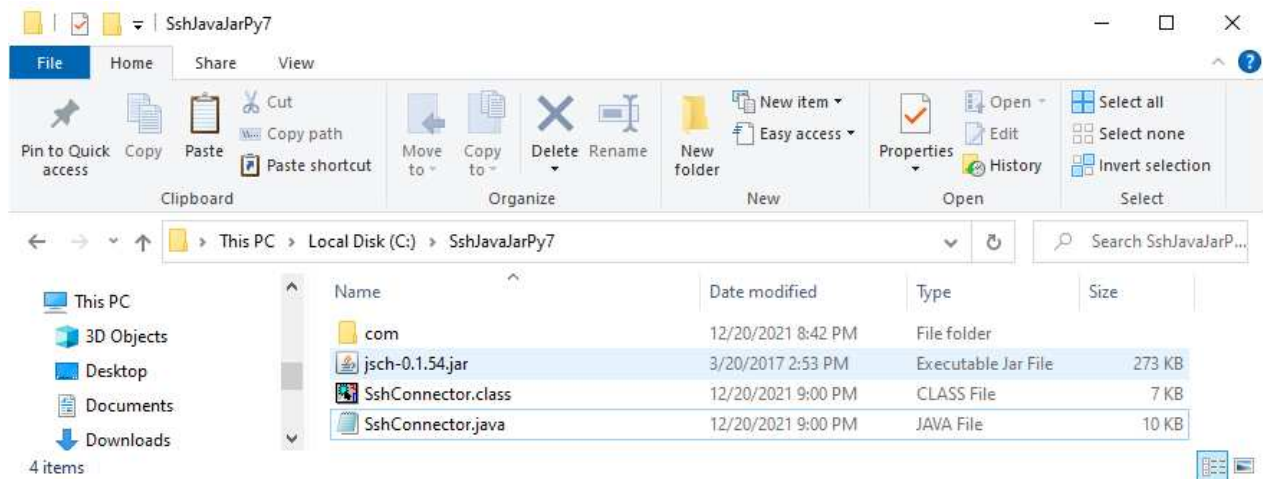 SshJavaJarPy7
File Home Share View
Pin to Quick access
Copy
Paste
Cut
Copy path
Paste shortcut
Move to
Copy to
Delete
Rename
New folder
New item
Easy access
Properties
Open
Edit
History
Select all
Select none
Invert selection
Clipboard Organize New Open Select
This PC > Local Disk (C:) > SshJavaJarPy7
Search SshJavaJarP...
This PC
3D Objects
Desktop
Documents
Downloads
Name Date modified Type Size
com 12/20/2021 8:42 PM File folder
jsch-0.1.54.jar 3/20/2017 2:53 PM Executable Jar File 273 KB
SshConnector.class 12/20/2021 9:00 PM CLASS File 7 KB
SshConnector.java 12/20/2021 9:00 PM JAVA File 10 KB
4 items